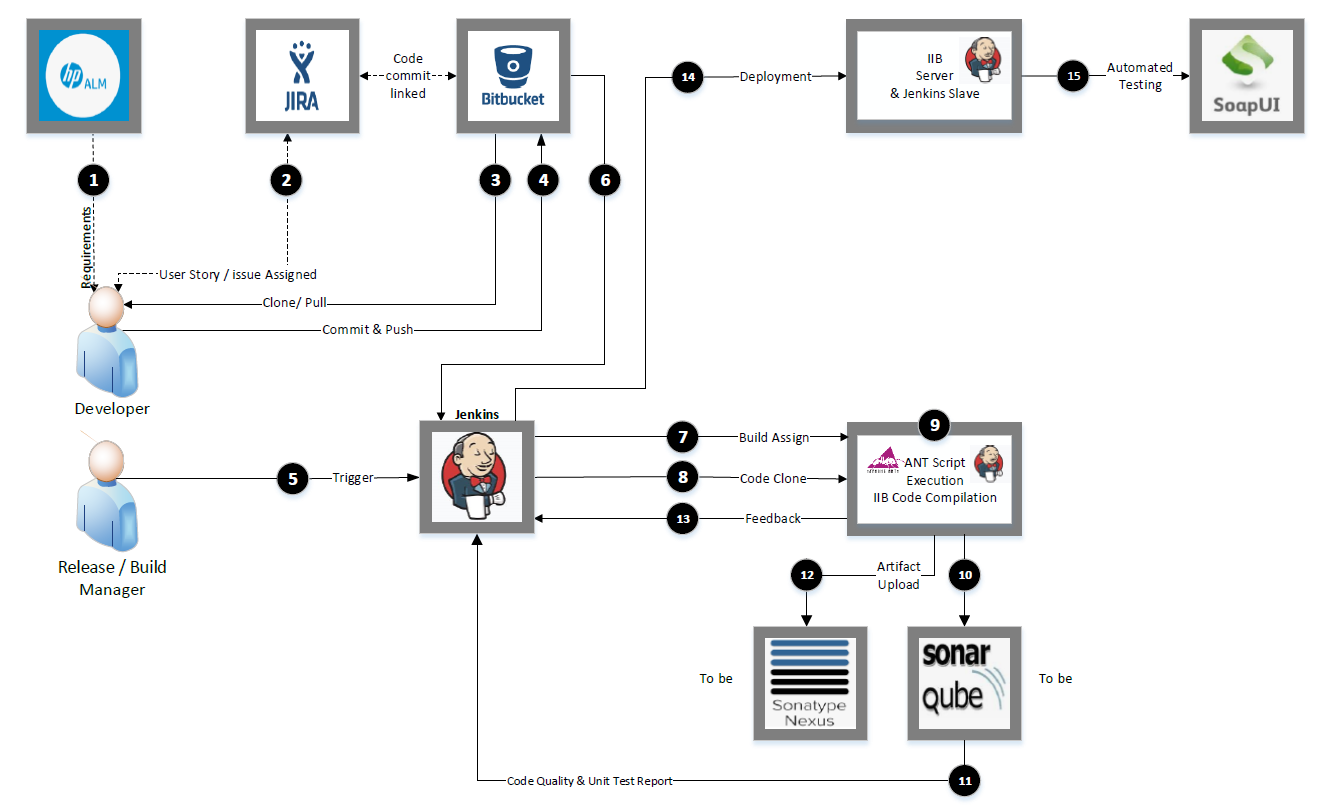 hp ALM
JIRA
Code
commit
linked
Bitbucket
14
Deployment
IIB
Server
& Jenkins Slave
15
Automated
Testing
SoapUI
1
2
3
4
6
Requirements
User Story / issue Assigned
Clone/ Pull
Commit & Push
Developer
Jenkins
5
Trigger
Release / Build
Manager
7
Build Assign
8
Code Clone
13
Feedback
9
ANT Script
Execution
IIB Code Compilation
12
Artifact
Upload
10
To be
Sonatype
Nexus
sonar
qube
To be
Code Quality & Unit Test Report
11